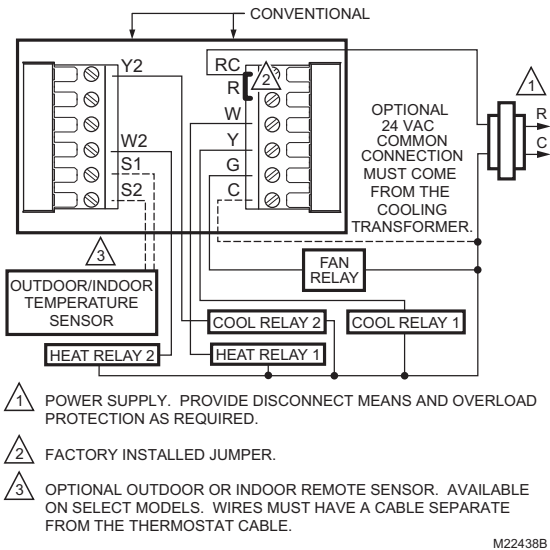 CONVENTIONAL
Y2
W2
S1
S2
RC
R
W
Y
G
C
2
OPTIONAL
24 VAC
COMMON
CONNECTION
MUST COME
FROM THE
COOLING
TRANSFORMER.
1
R
C
3
OUTDOOR/INDOOR
TEMPERATURE
SENSOR
FAN
RELAY
COOL RELAY 2
COOL RELAY 1
HEAT RELAY 2
HEAT RELAY 1
1 POWER SUPPLY. PROVIDE DISCONNECT MEANS AND OVERLOAD
PROTECTION AS REQUIRED.
2 FACTORY INSTALLED JUMPER.
3 OPTIONAL OUTDOOR OR INDOOR REMOTE SENSOR. AVAILABLE
ON SELECT MODELS. WIRES MUST HAVE A CABLE SEPARATE
FROM THE THERMOSTAT CABLE.
M22438B